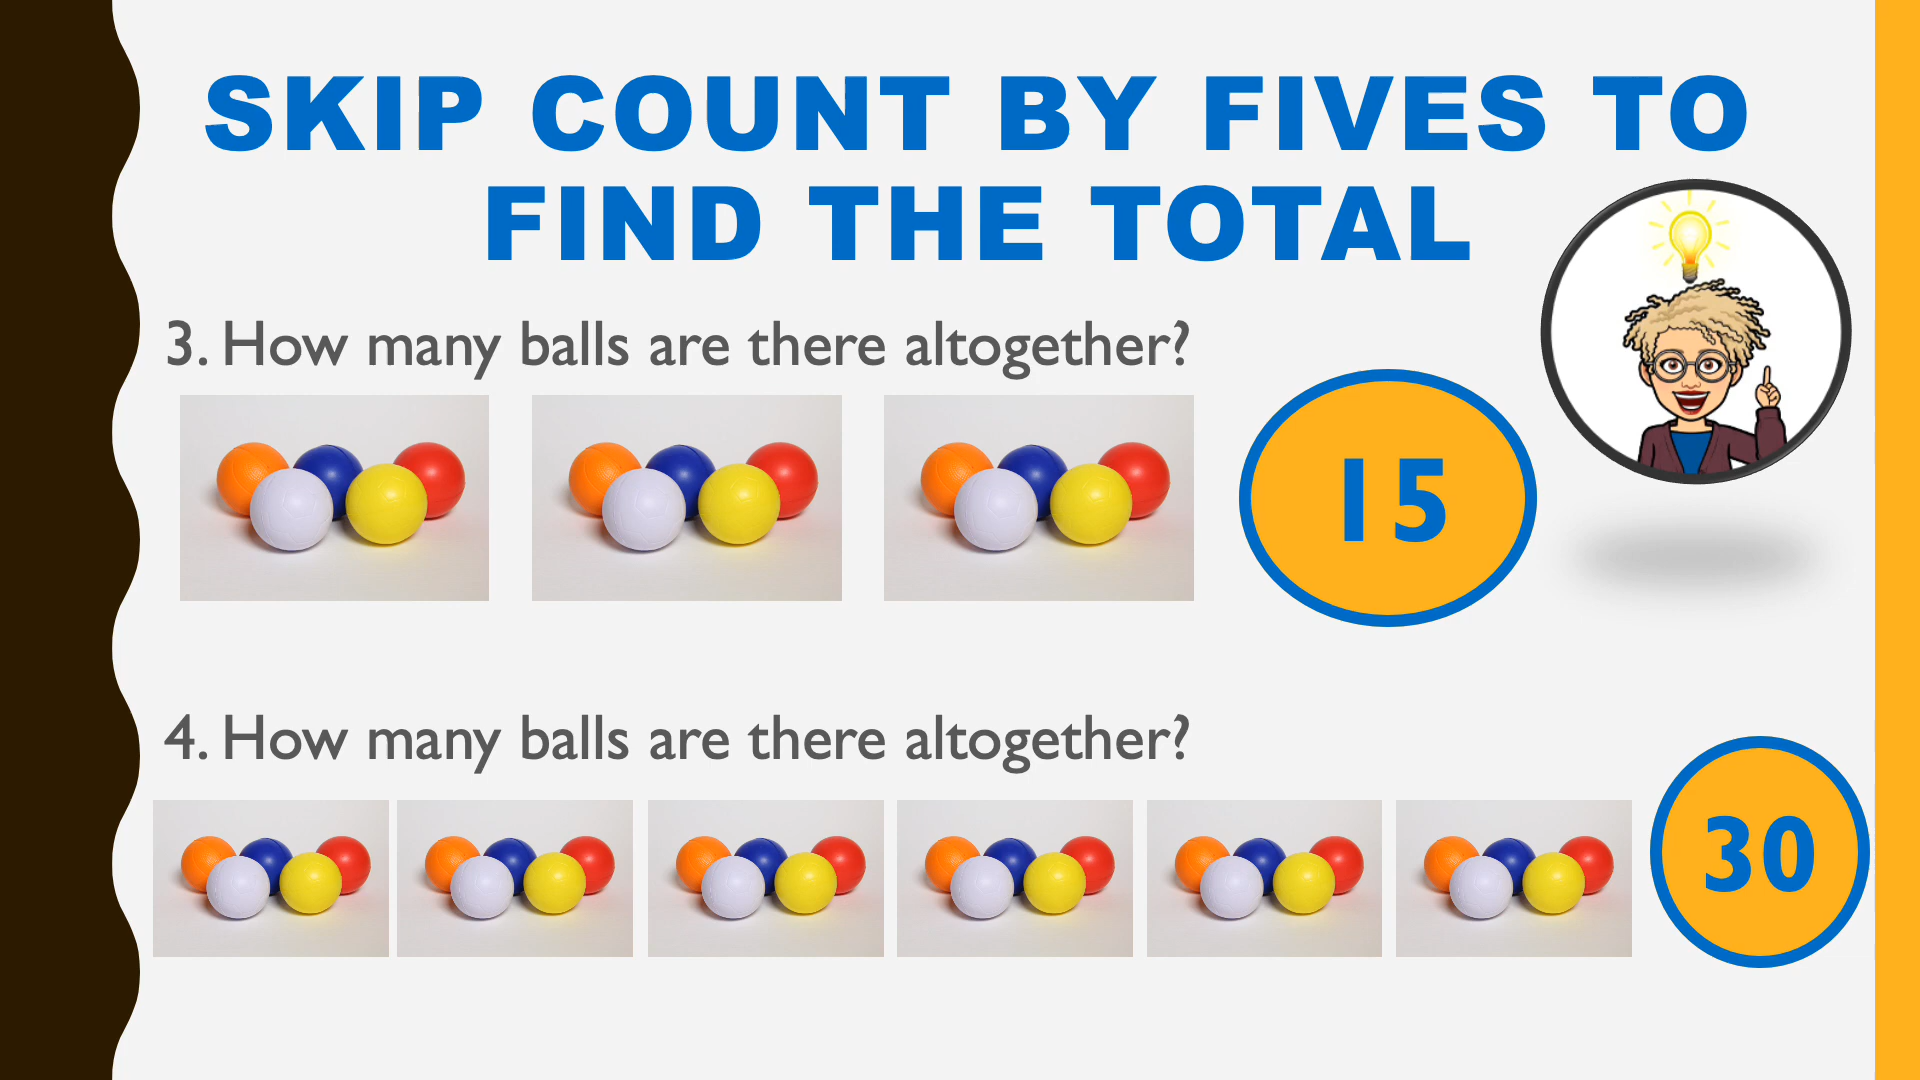 SKIP COUNT BY FIVES TO
FIND THE TOTAL
3. How many balls are there altogether?
15
4. How many balls are there altogether?
30